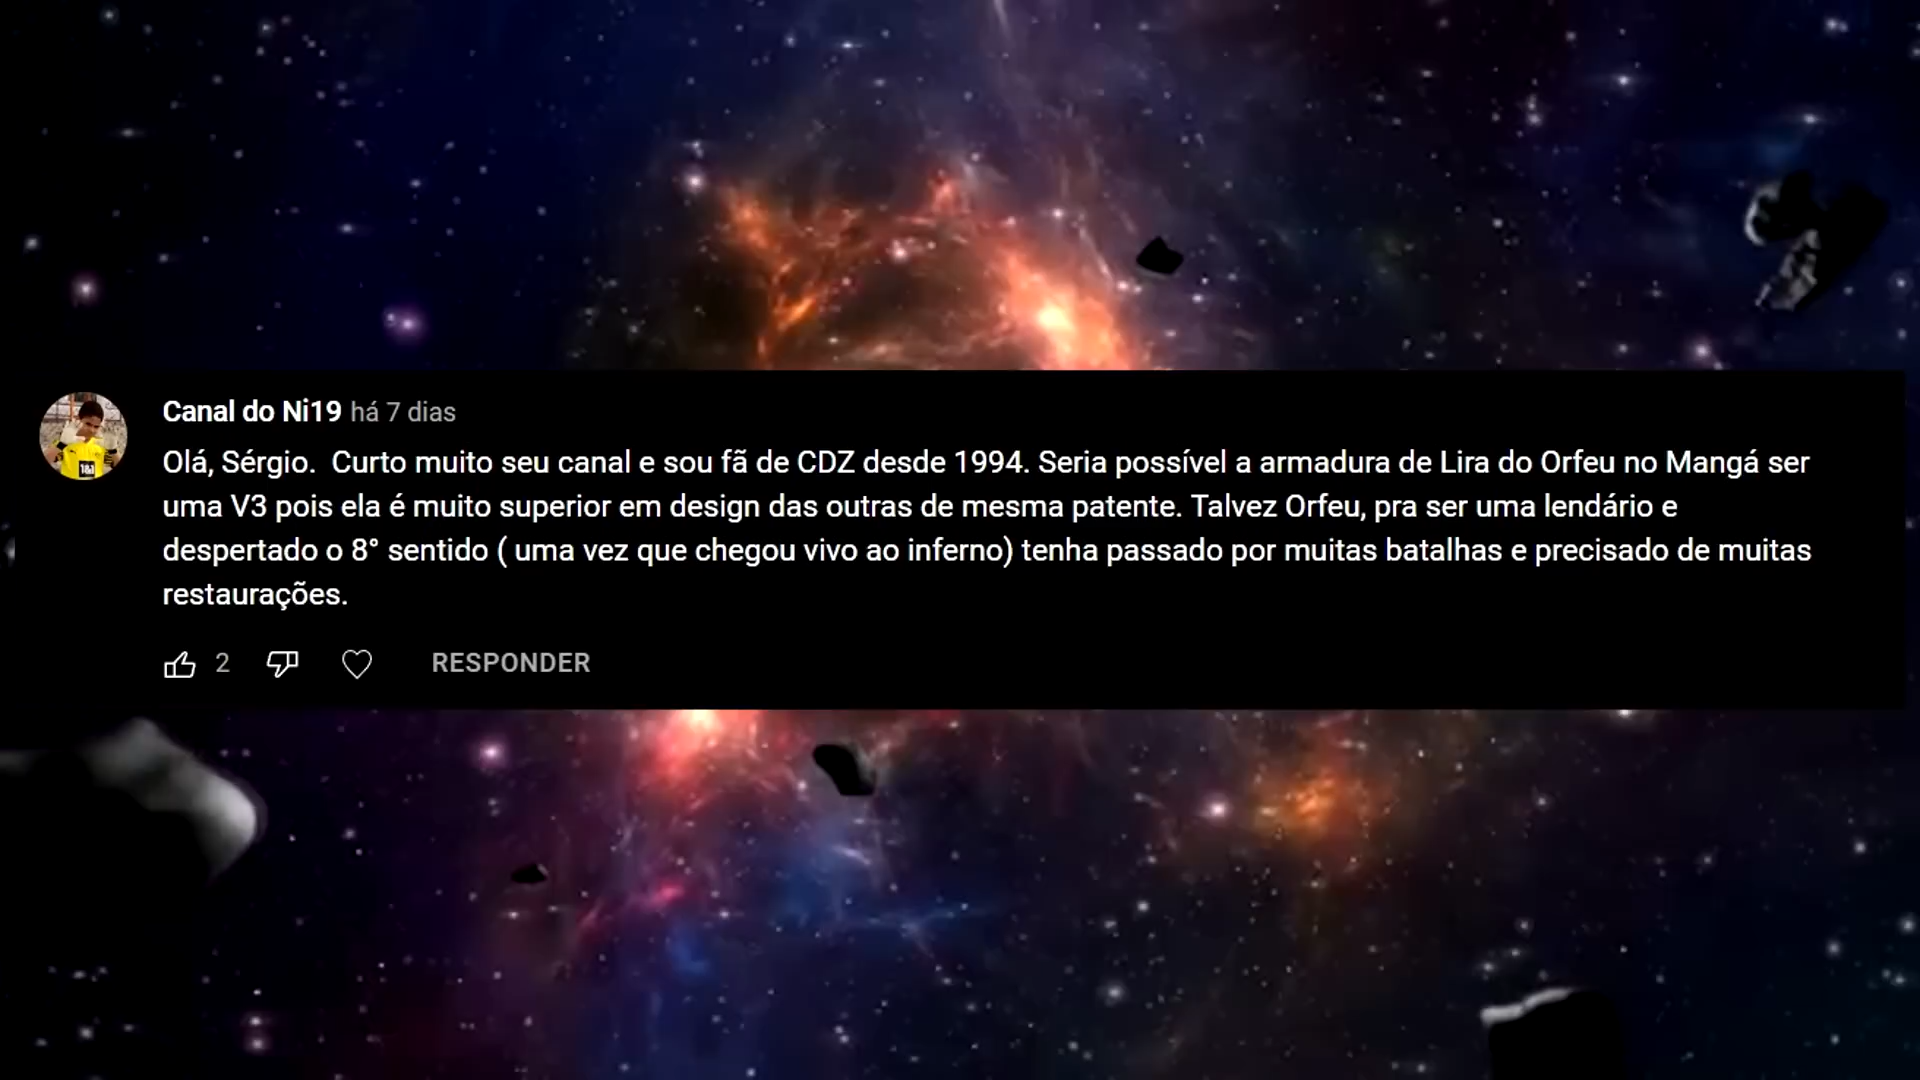 Canal do Ni19 há 7 dias
Olá, Sérgio.  Curto muito seu canal e sou fã de CDZ desde 1994. Seria possível a armadura de Lira do Orfeu no Mangá ser
uma V3 pois ela é muito superior em design das outras de mesma patente. Talvez Orfeu, pra ser uma lendário e
despertado o 8° sentido ( uma vez que chegou vivo ao inferno) tenha passado por muitas batalhas e precisado de muitas
restaurações.
2 RESPONDER